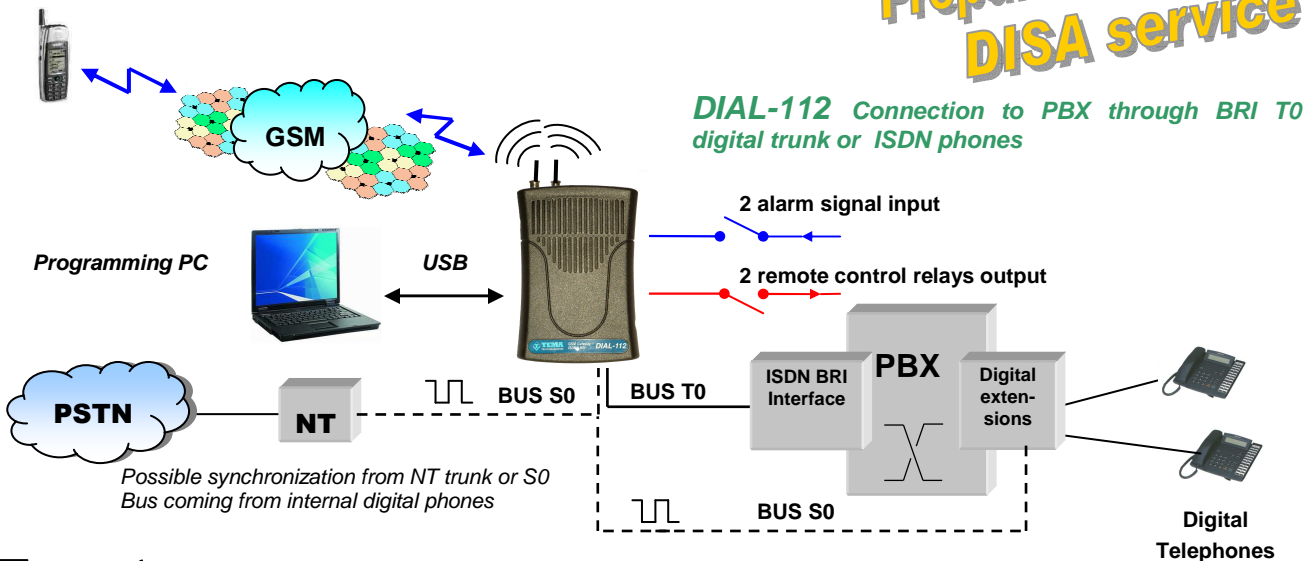 DISA service
DIAL-112 Connection to PBX through BRI T0
digital trunk or ISDN phones
GSM
2 alarm signal input
Programming PC
USB
2 remote control relays output
TEMA
DIAL-112
PBX
ISDN BRI
Interface
Digital
exten-
sions
BUS S0
BUS T0
PSTN
NT
Possible synchronization from NT trunk or S0
Bus coming from internal digital phones
BUS S0
Digital
Telephones